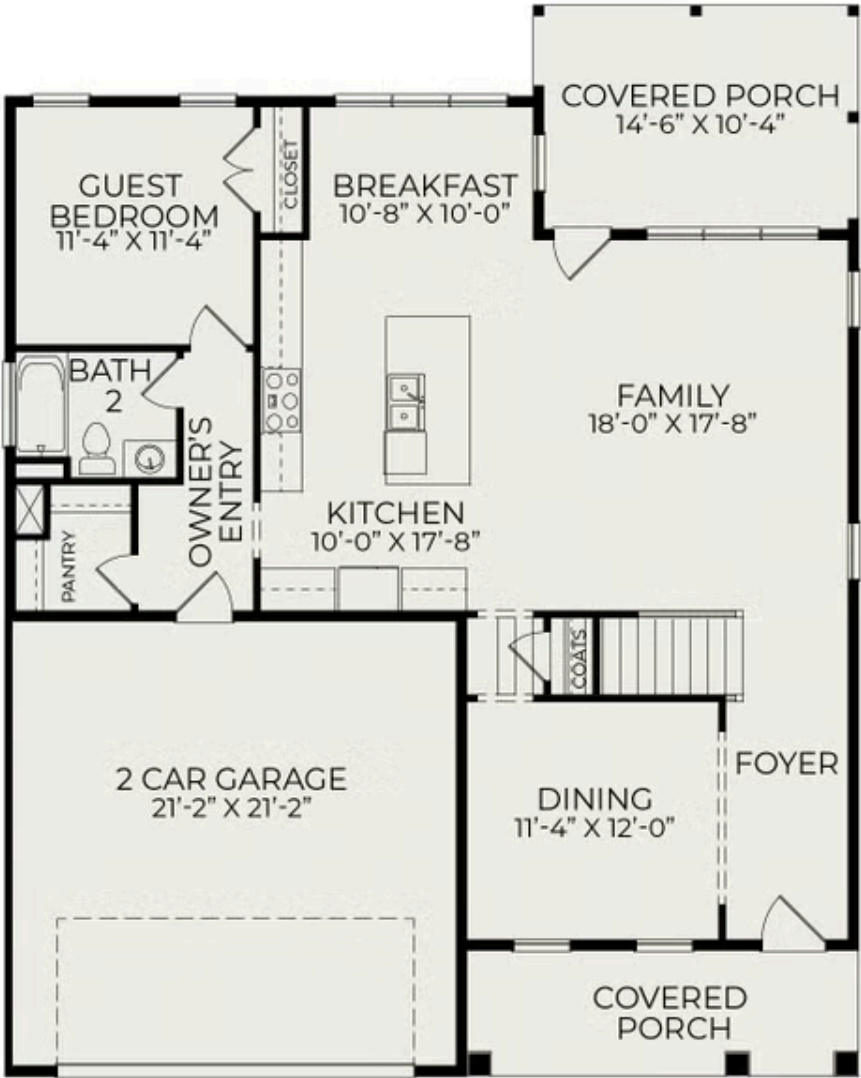 COVERED PORCH
14'-6” X 10'-4”
GUEST
BEDROOM
11'-4” X 11'-4”
CLOSET
BREAKFAST
10'-8” X 10'-0”
BATH
2
OWNER'S
ENTRY
FAMILY
18'-0” X 17'-8”
KITCHEN
10'-0” X 17'-8”
PANTRY
COATS
2 CAR GARAGE
21'-2” X 21'-2”
DINING
11'-4” X 12'-0”
FOYER
COVERED
PORCH